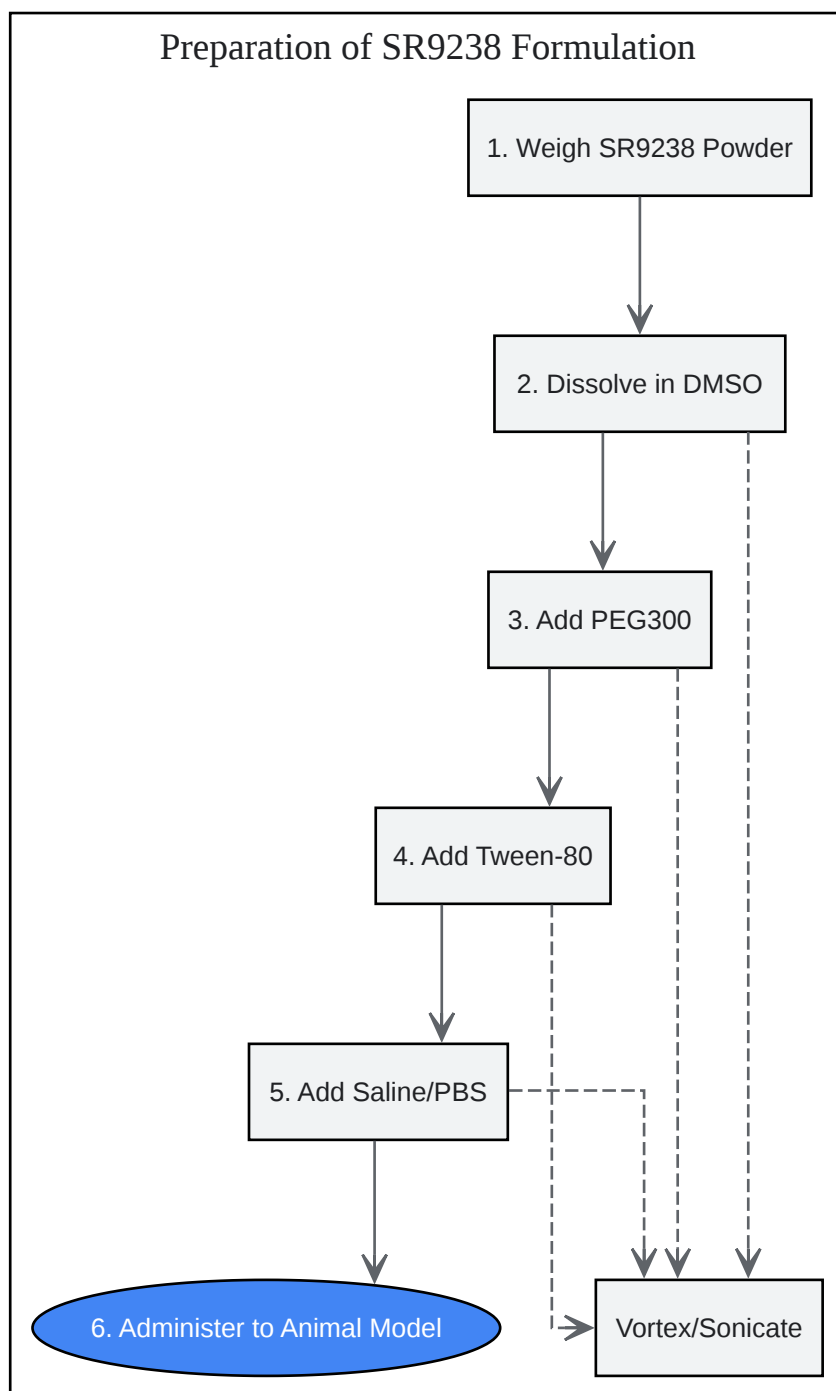 Preparation of SR9238 Formulation
1. Weigh SR9238 Powder
2. Dissolve in DMSO
3. Add PEG300
4. Add Tween-80
5. Add Saline/PBS
6. Administer to Animal Model
Vortex/Sonicate